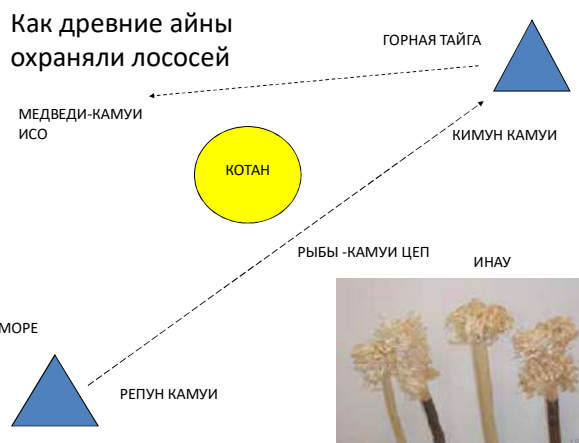 Как древние айны
охраняли лососей
ГОРНАЯ ТАЙГА
МЕДВЕДИ-КАМУИ
ИСО
КИМУН КАМУИ
КОТАН
РЫБЫ -КАМУИ ЦЕП
ИНАУ
МОРЕ
РЕПУН КАМУИ